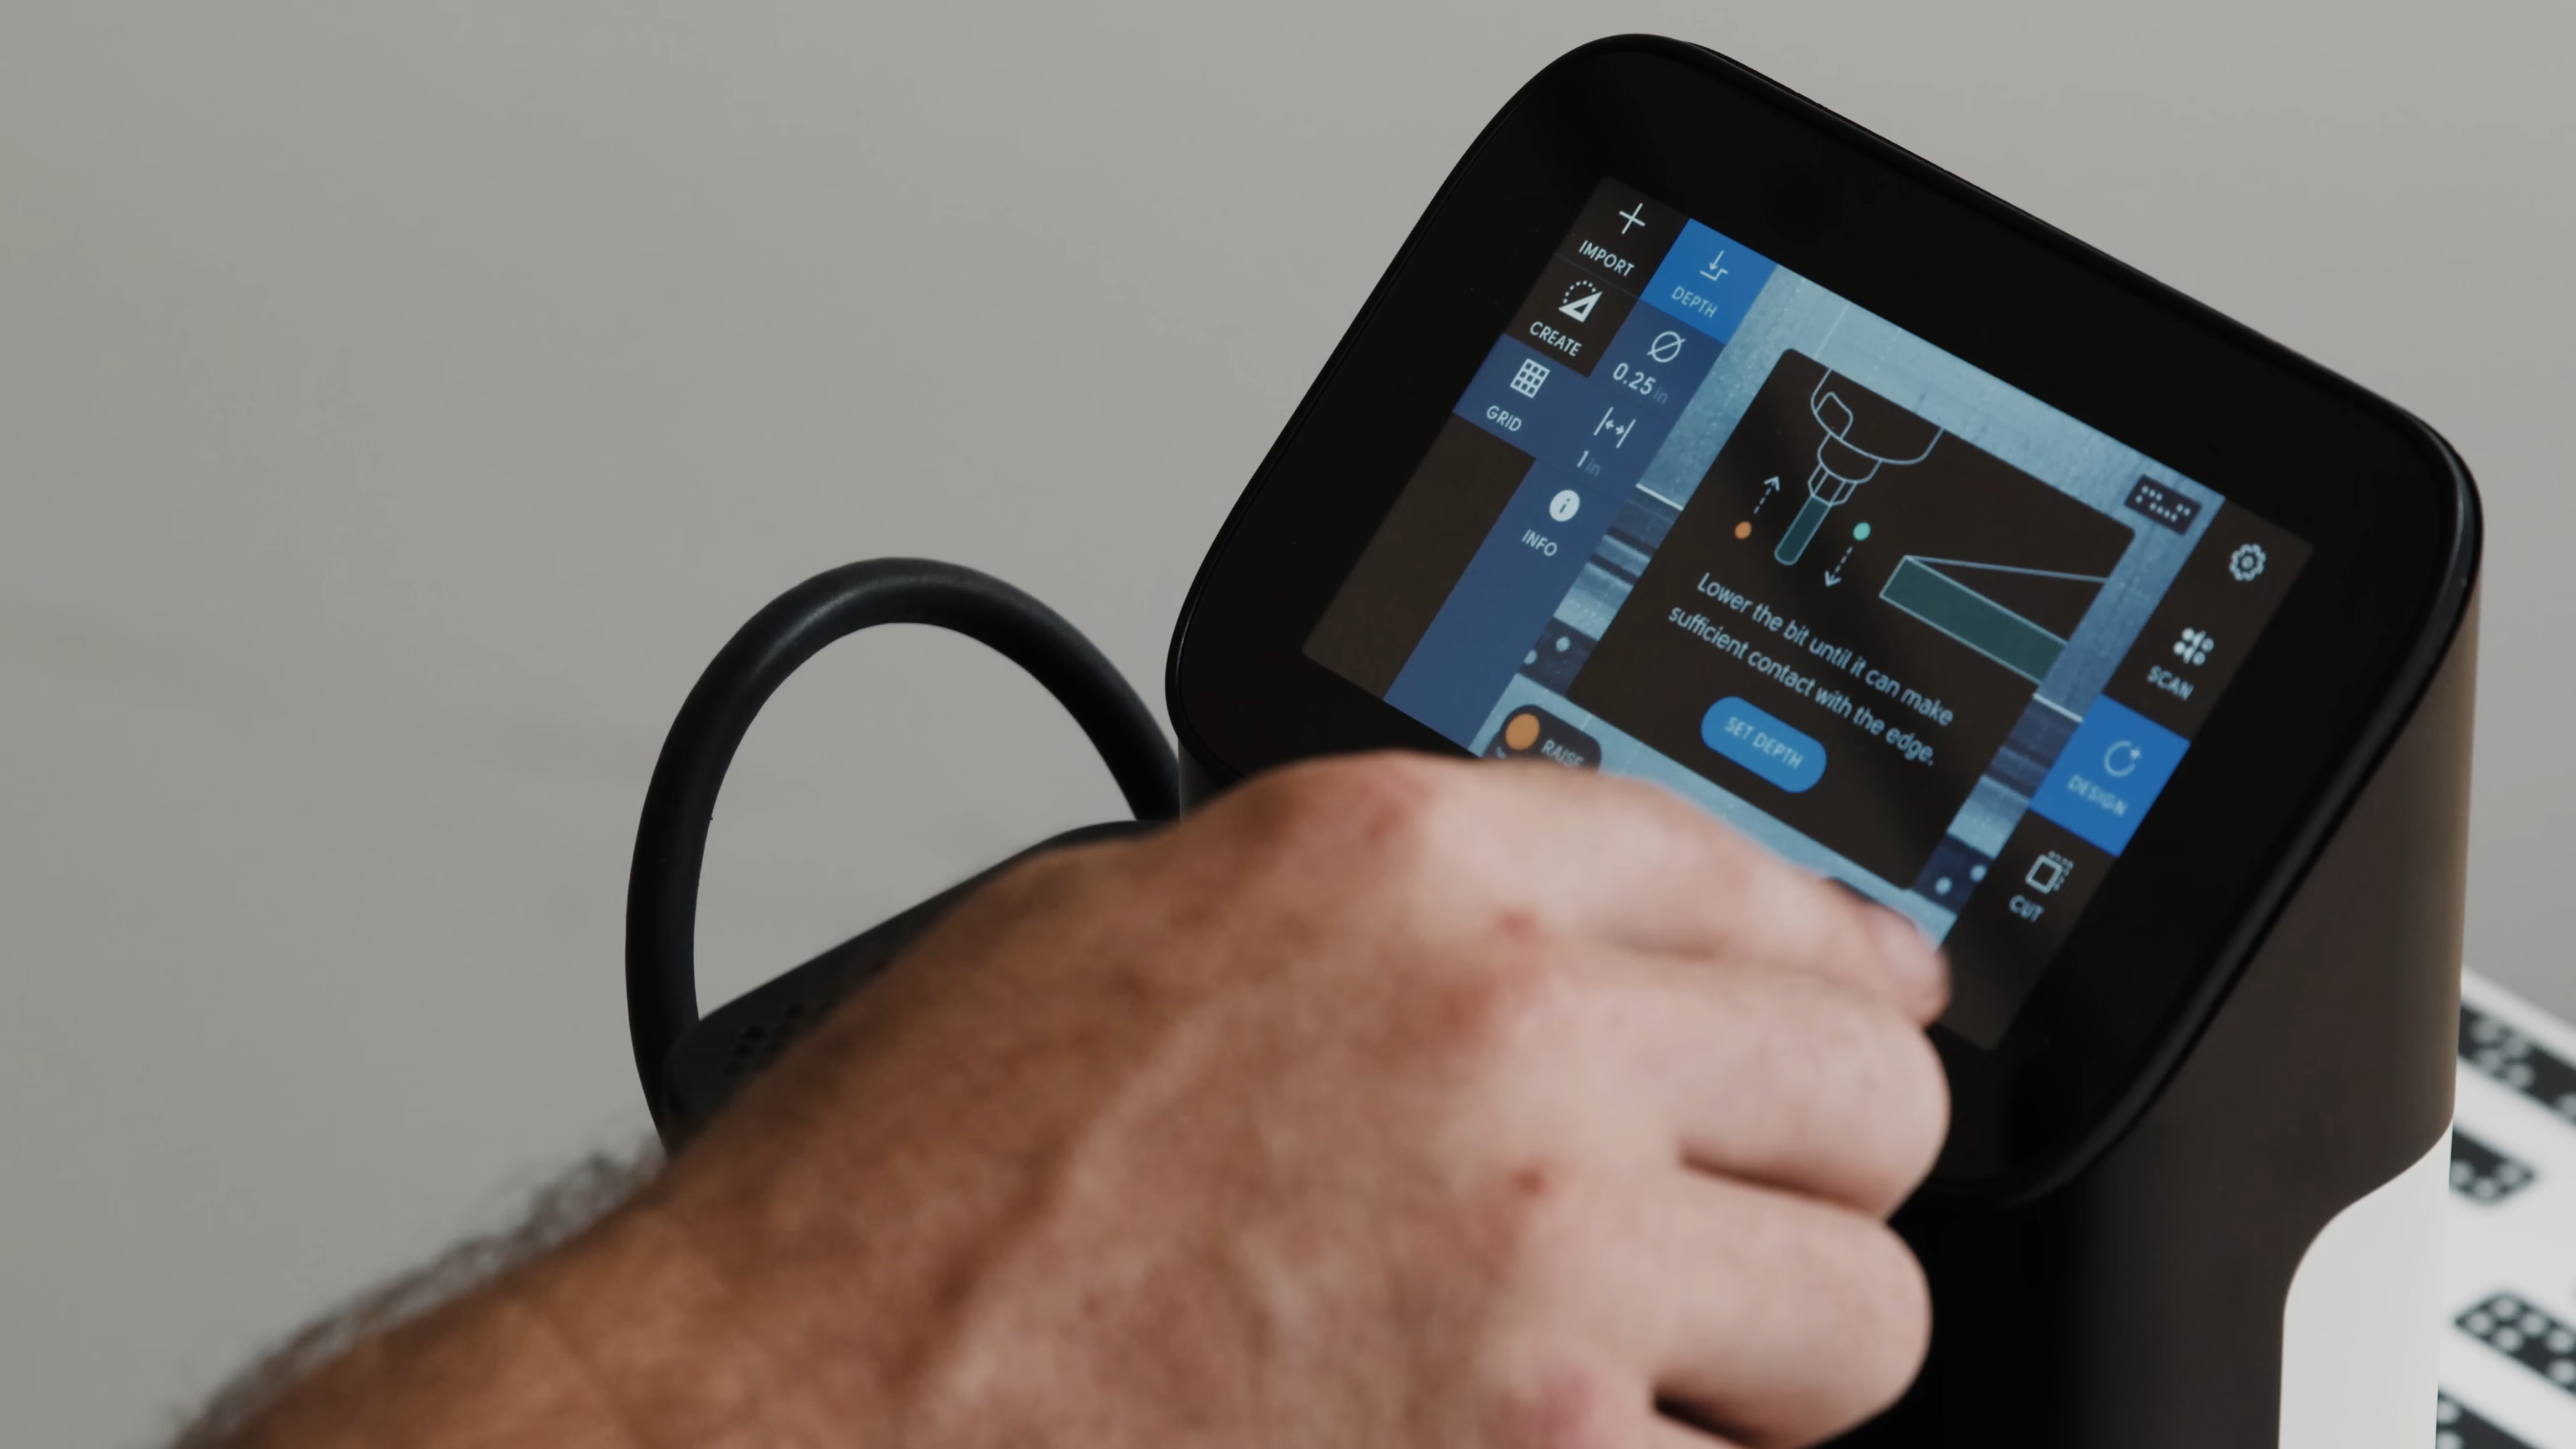 IMPORT
CREATE
GRID
DEPTH
0.25 in
1 in
INFO
Lower the bit until it can make
sufficient contact with the edge.
SET DEPTH
RAISE
SCAN
DESIGN
CUT